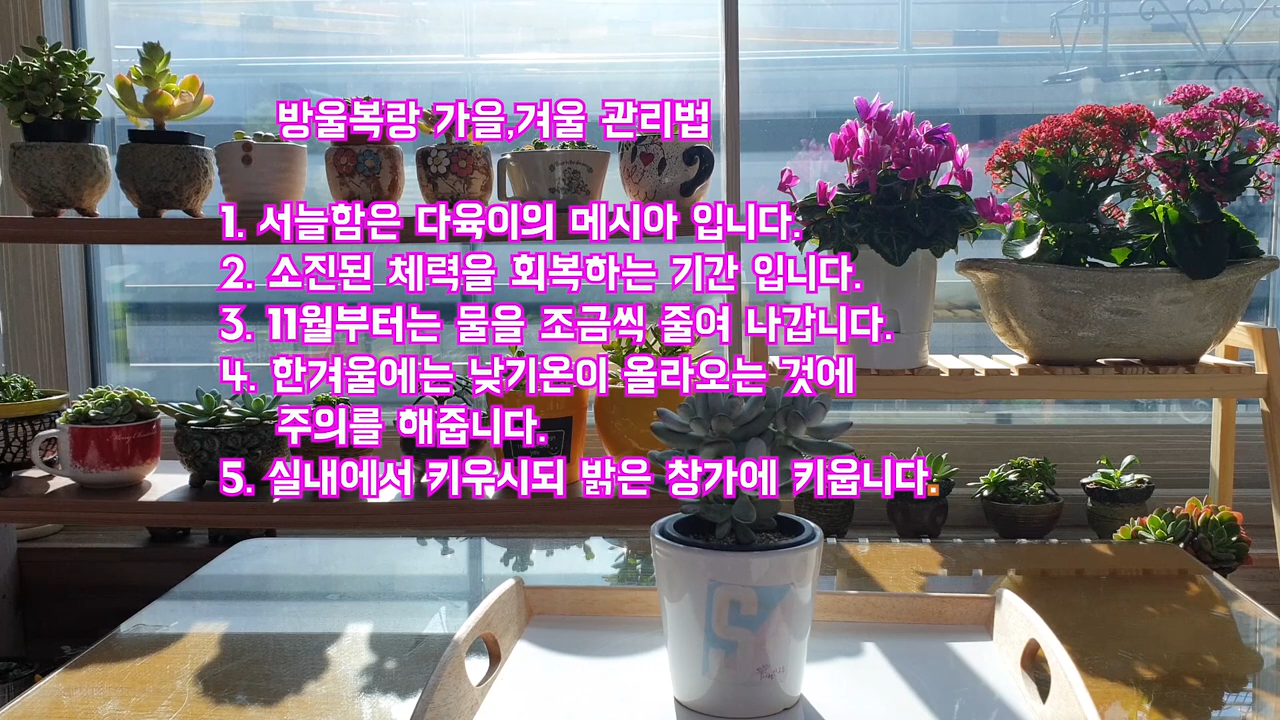 방울복랑 가을,겨울 관리법
1. 서늘함은 다육이의 메시아 입니다.
2. 소진된 체력을 회복하는 기간 입니다.
3. 11월부터는 물을 조금씩 줄여 나갑니다.
4. 한겨울에는 낮기온이 올라오는 것에
주의를 해줍니다.
5. 실내에서 키우시되 밝은 창가에 키웁니다.